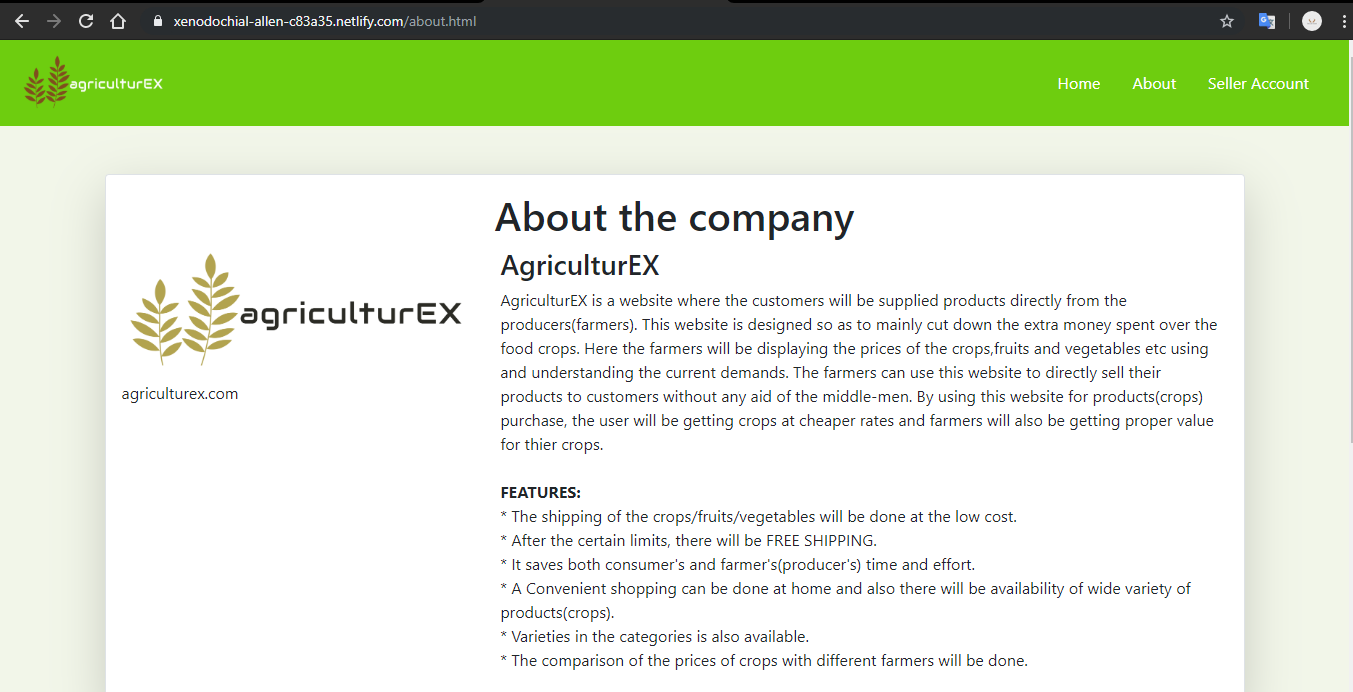 xenodochial-allen-c83a35.netlify.com/about.html
agriculturEX
Home
About
Seller Account
About the company
AgriculturEX
agriculturEX
agriculturex.com
AgriculturEX is a website where the customers will be supplied products directly from the
producers(farmers). This website is designed so as to mainly cut down the extra money spent over the
food crops. Here the farmers will be displaying the prices of the crops,fruits and vegetables etc using
and understanding the current demands. The farmers can use this website to directly sell their
products to customers without any aid of the middle-men. By using this website for products(crops)
purchase, the user will be getting crops at cheaper rates and farmers will also be getting proper value
for thier crops.
FEATURES:
* The shipping of the crops/fruits/vegetables will be done at the low cost.
* After the certain limits, there will be FREE SHIPPING.
* It saves both consumer's and farmer's(producer's) time and effort.
* A Convenient shopping can be done at home and also there will be availability of wide variety of
products(crops).
* Varieties in the categories is also available.
* The comparison of the prices of crops with different farmers will be done.